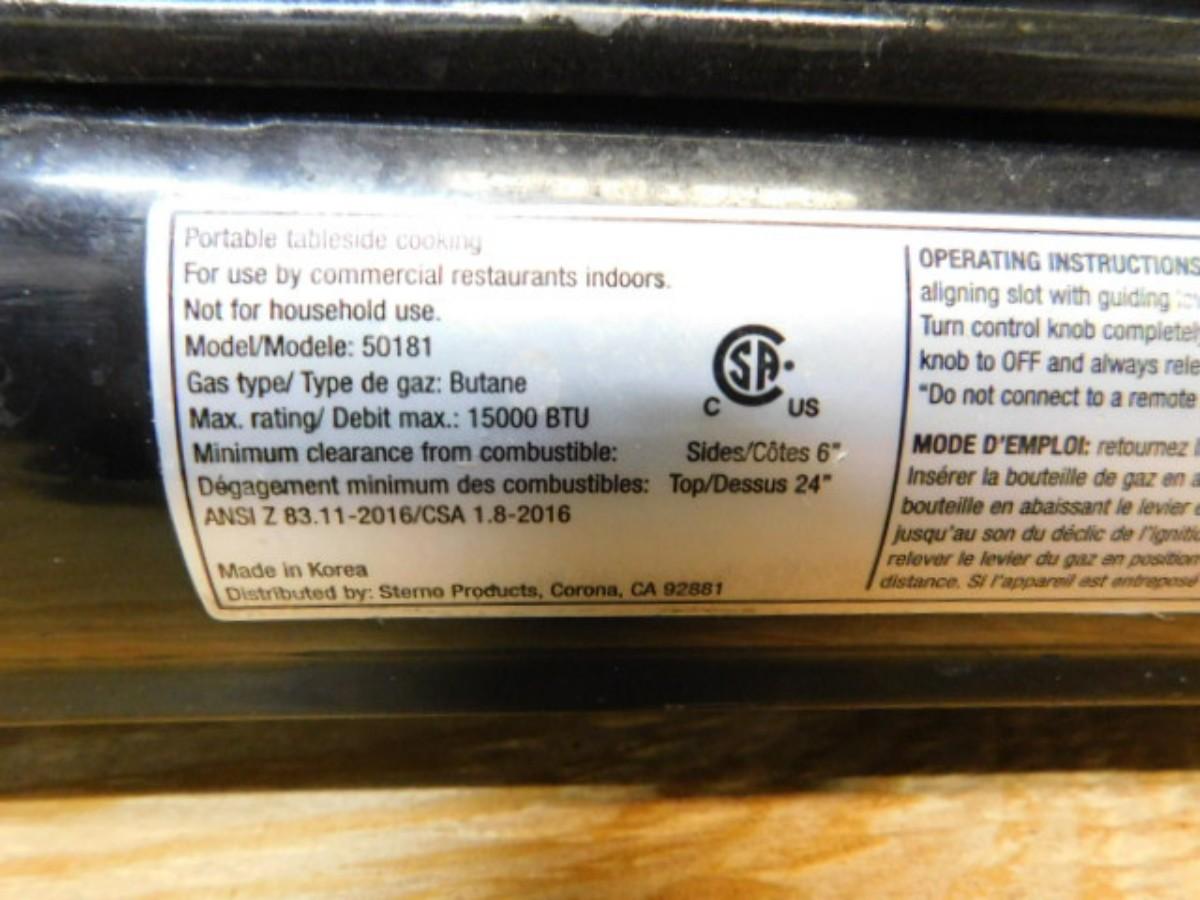 Portable tableside cooking
For use by commercial restaurants indoors.
Not for household use.
Model/Modele: 50181
Gas type/ Type de gaz: Butane
Max. rating/ Debit max.: 15000 BTU
Minimum clearance from combustible: Sides/Côtes 6"
Dégagement minimum des combustibles: Top/Dessus 24"
ANSI Z 83.11-2016/CSA 1.8-2016
Made in Korea
Distributed by: Sterno Products, Corona, CA 92881
CSA
C US
OPERATING INSTRUCTIONS
aligning slot with guiding
Turn control knob
knob to OFF and always
"Do not connect to a remote
MODE D'EMPLOI: retournez
Insérer la bouteille de gaz en
bouteille en abaissant le levier
jusqu'au son du déclic de
relever le levier du gaz en position
distance. Si l'appareil est